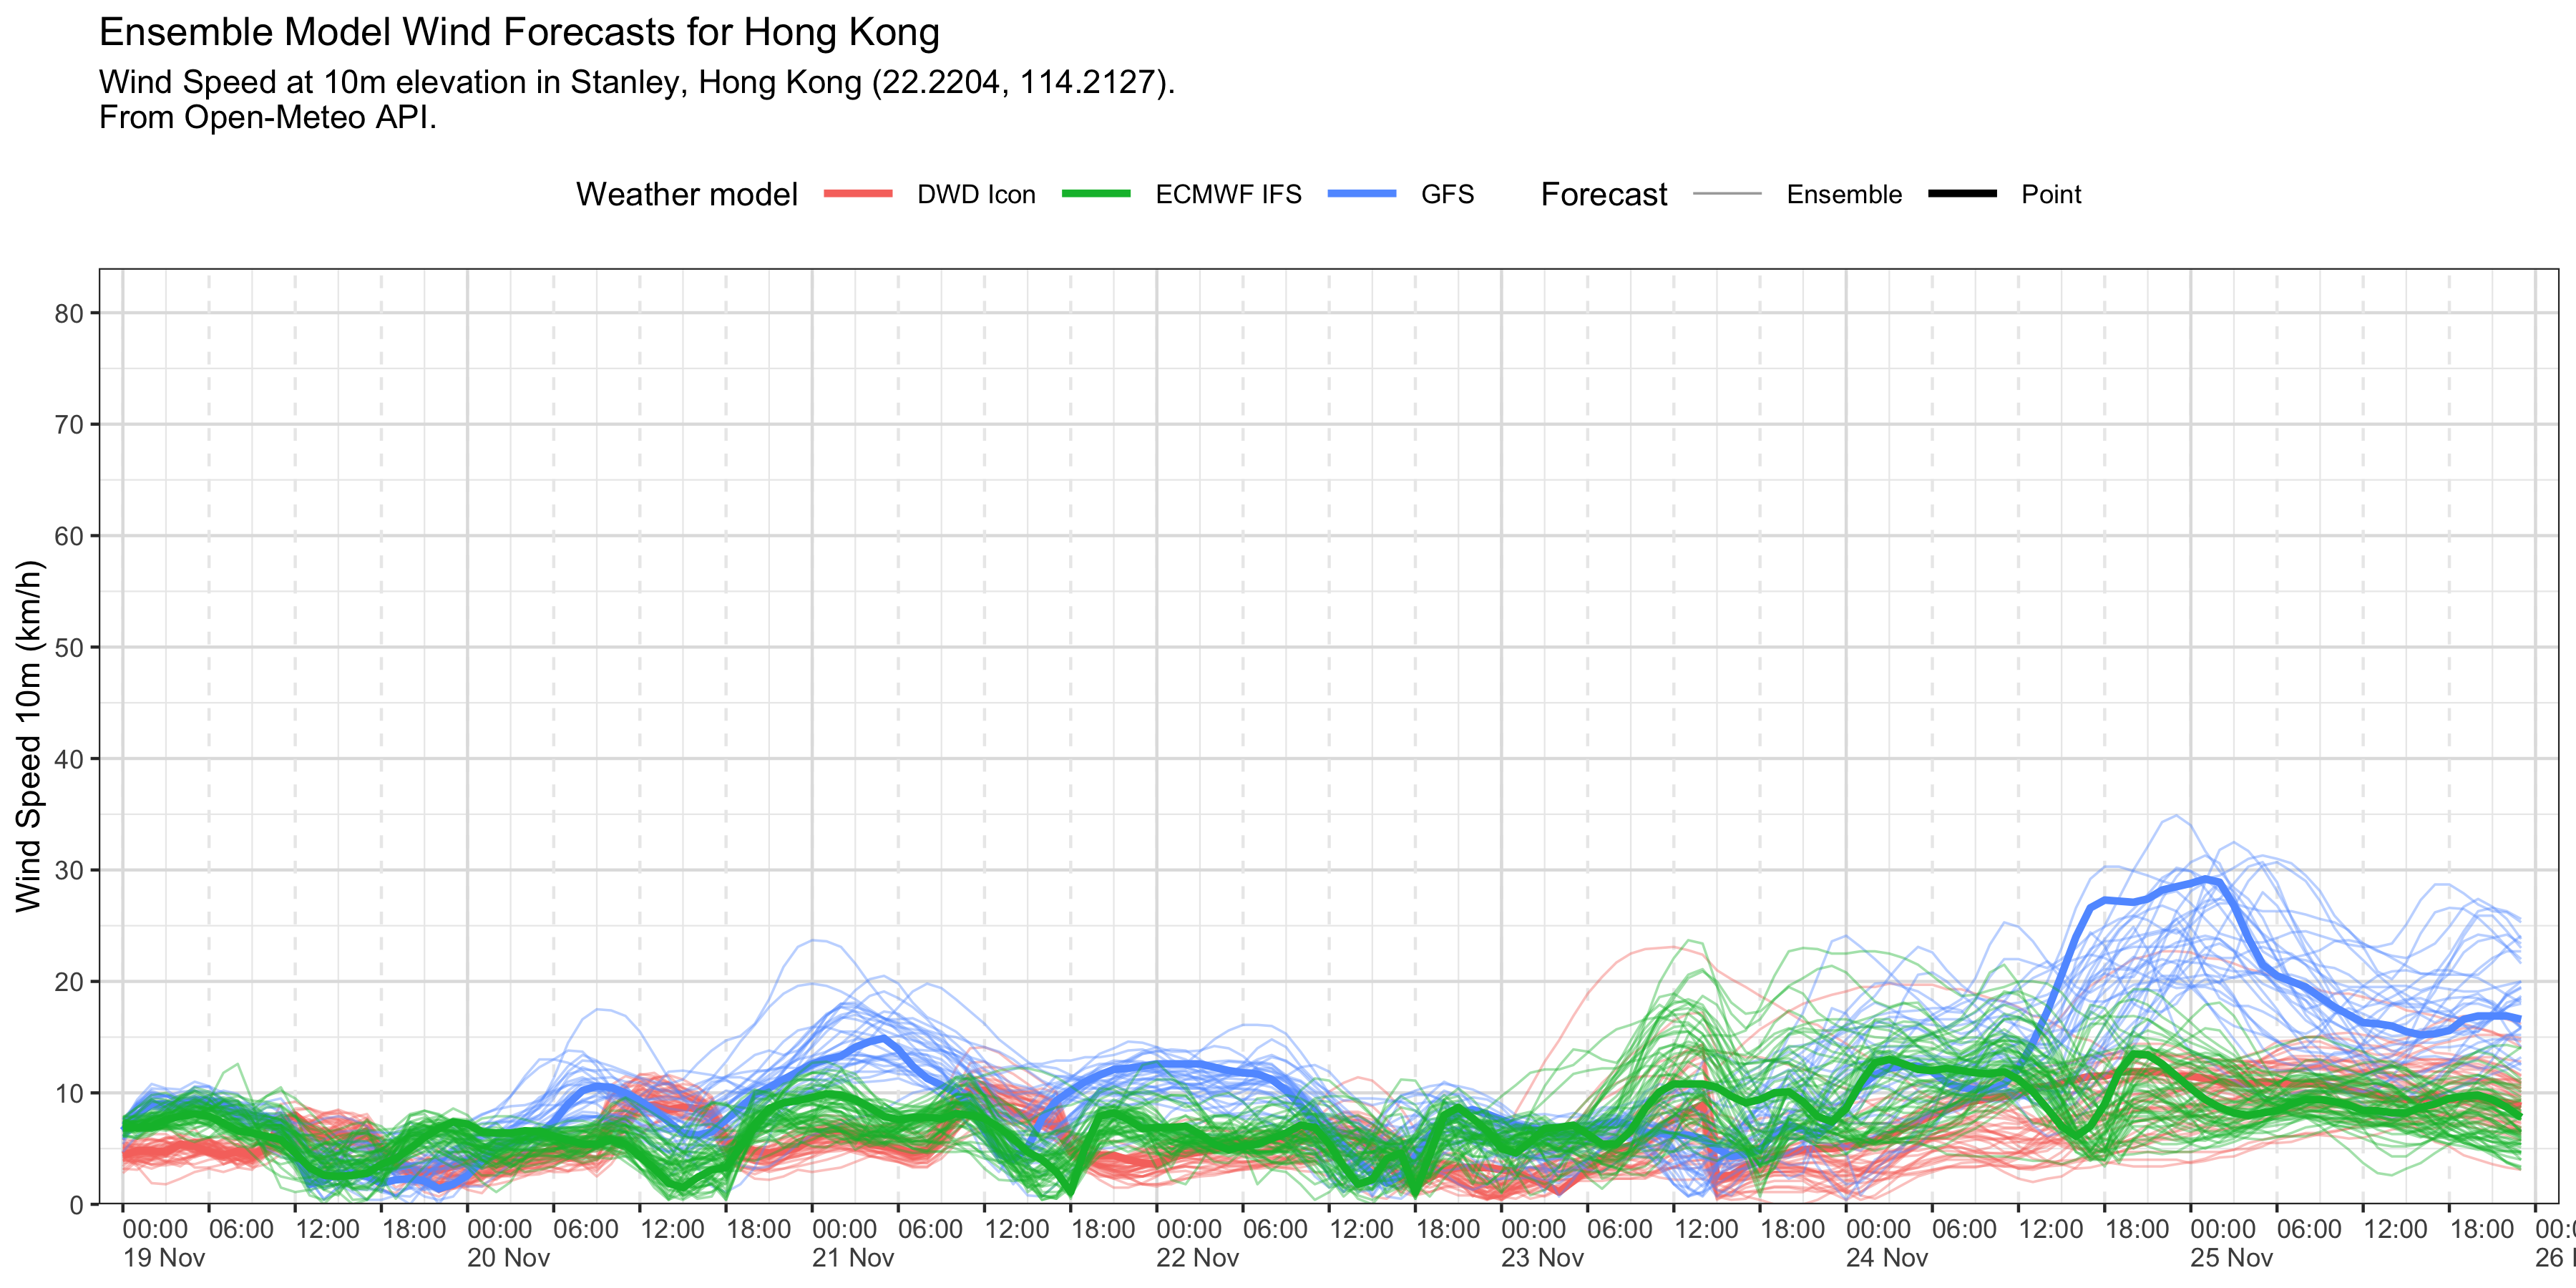 Ensemble Model Wind Forecasts for Hong Kong
Wind Speed at 10m elevation in Stanley, Hong Kong (22.2204, 114.2127).
From Open-Meteo API.
Weather model DWD Icon ECMWF IFS GFS Forecast Ensemble Point
80
70
60
50
40
30
20
10
0
Wind Speed 10m (km/h)
00:00 06:00 12:00 18:00 00:00 06:00 12:00 18:00 00:00 06:00 12:00 18:00 00:00 06:00 12:00 18:00 00:00 06:00 12:00 18:00 00:00 06:00 12:00 18:00 00:00 06:00 12:00 18:00 00:
19 Nov 20 Nov 21 Nov 22 Nov 23 Nov 24 Nov 25 Nov 26